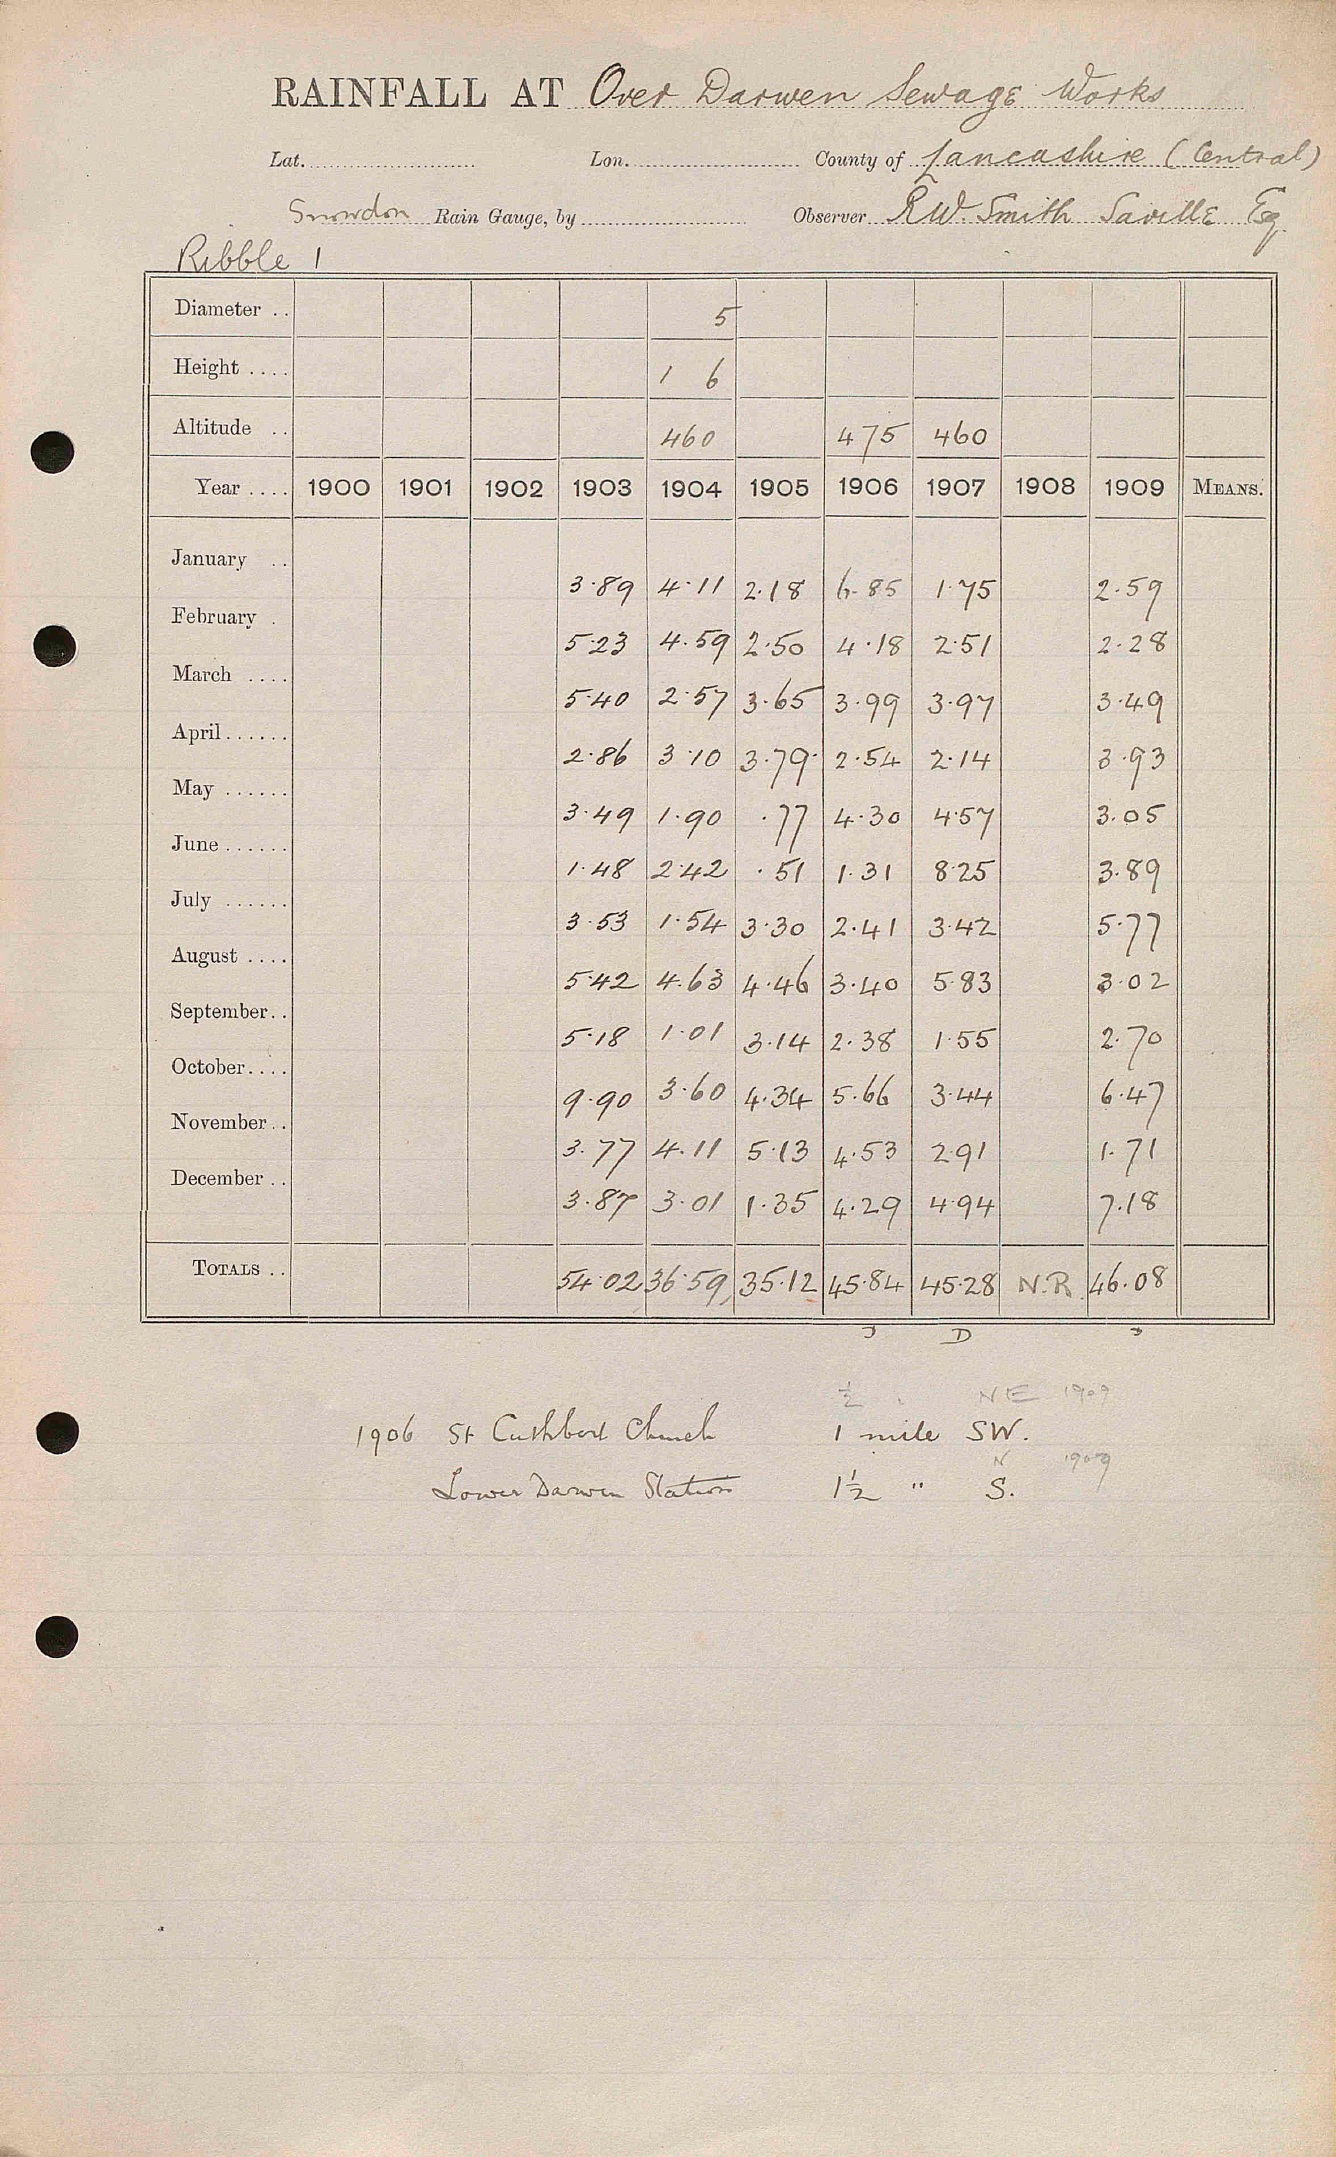 RAINFALL AT Over Darwen Sewage Works
Lat. Lon. County of Lancashire (Central)
Snowdon Rain Gauge, by Observer R W Smith Saville Esq
Ribble 1
Diameter .. 5
Height .... 1 6
Altitude .. 460 475 460
Year .... 1900 1901 1902 1903 1904 1905 1906 1907 1908 1909 MEANS.
January .. 3.89 4.11 2.18 6.85 1.75 2.59
February . 5.23 4.59 2.50 4.18 2.51 2.28
March .... 5.40 2.57 3.65 3.99 3.97 3.49
April...... 2.86 3.10 3.79 2.54 2.14 3.93
May ...... 3.49 1.90 .77 4.30 4.57 3.05
June ...... 1.48 2.42 .51 1.31 8.25 3.89
July ...... 3.53 1.54 3.30 2.41 3.42 5.77
August .... 5.42 4.63 4.46 3.40 5.83 3.02
September.. 5.18 1.01 3.14 2.38 1.55 2.70
October.... 9.90 3.60 4.34 5.66 3.44 6.47
November.. 3.77 4.11 5.13 4.53 2.91 1.71
December .. 3.87 3.01 1.35 4.29 4.94 7.18
TOTALS .. 54.02 36.59 35.12 45.84 45.28 N.R. 46.08
D
½ " NE 1909
1906 St Cuthbert Church 1 mile SW.
N 1909
Lower Darwen Station 1½ " S.